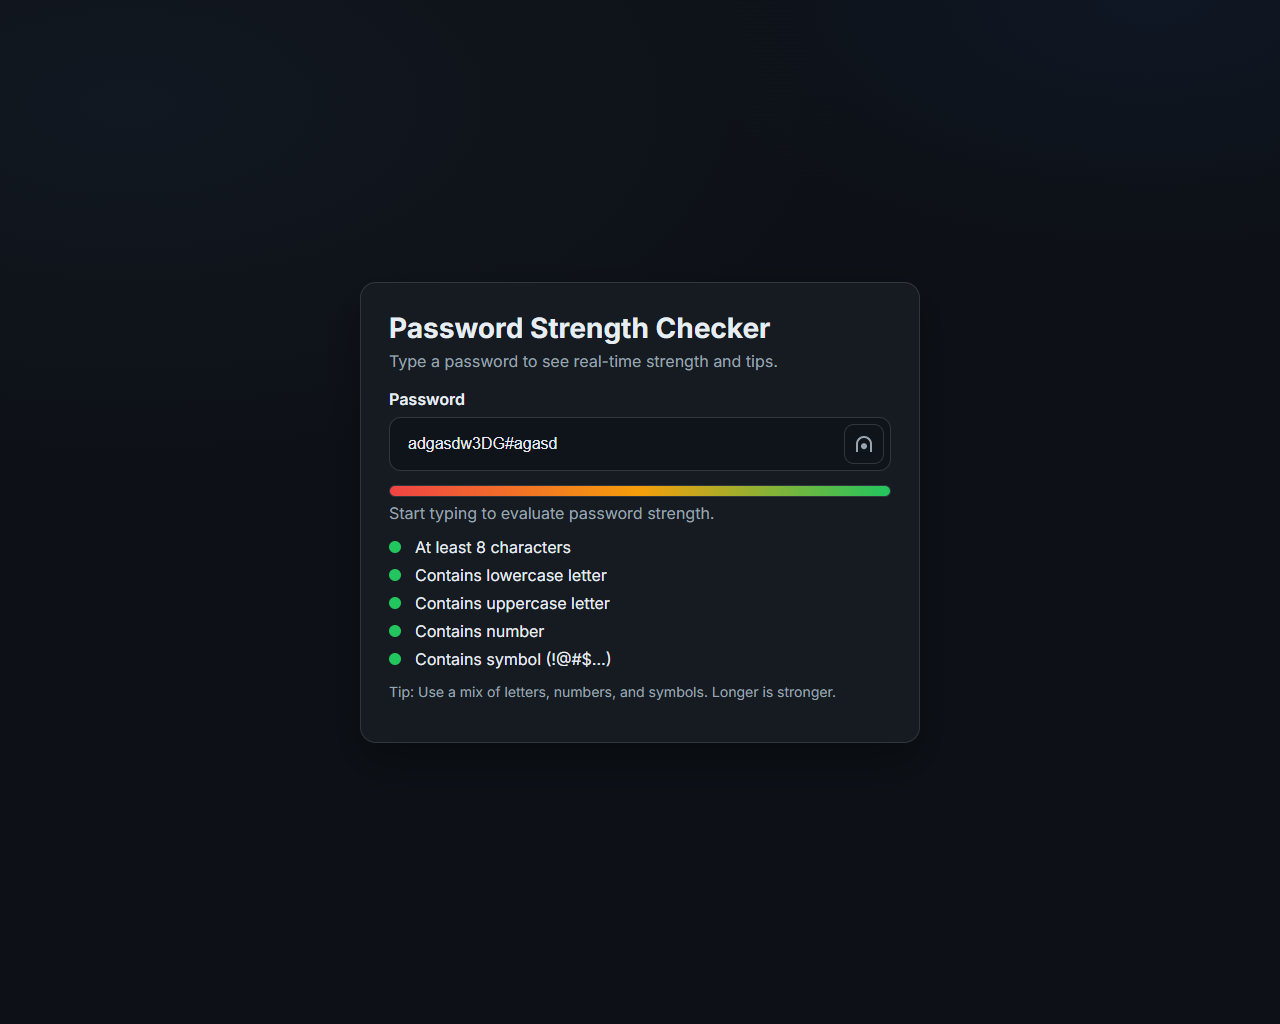 Password Strength Checker
Type a password to see real-time strength and tips.
Password
adgasdw3DG#agasd
Start typing to evaluate password strength.
At least 8 characters
Contains lowercase letter
Contains uppercase letter
Contains number
Contains symbol (!@#$...)
Tip: Use a mix of letters, numbers, and symbols. Longer is stronger.